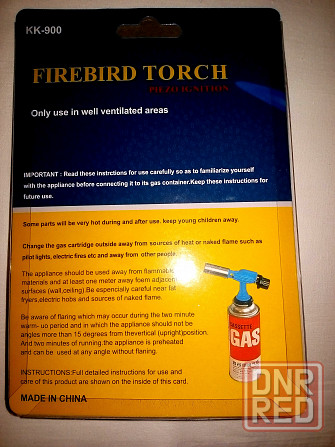 KK-900
FIREBIRD TORCH
PIEZO IGNITION
Only use in well ventilated areas
IMPORTANT : Read these instrctions for use carefully so as to familiarize yourself
with the appliance before connecting it to its gas container.Keep these instructions for
future use.
Some parts will be very hot during and after use. keep young children away.
Change the gas cartridge outside away from sources of heat or naked flame such as
pilot lights, electric fires etc and away from other people.
The appliance should be used away from flammable
materials and at least one meter away foem adjacent
surfaces (wall,celling).Be espencially careful near fat
fryers,electro hobs and sources of naked flame.
Be aware of flaring which may occur during the two minute
warm- uo period and in which the appliance should not be
angles more than 15 degrees from thevertical (upright)position.
And two minutes of running.the appliance is preheated
and can be used at any angle without flaning.
INSTRUCTIONS:Full detailed instructions for use and
care of this product are shown on the inside of this card.
MADE IN CHINA
CASSETTE
GAS
DNR
RED